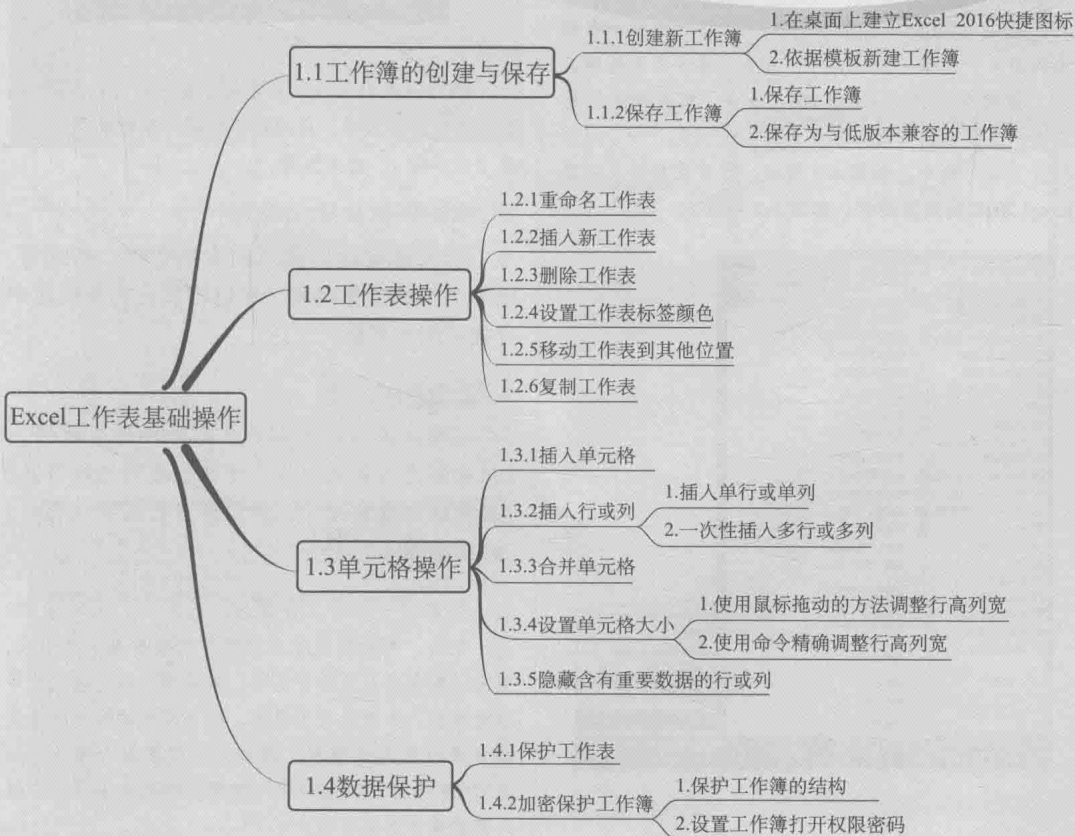 Excel工作表基础操作
1.1工作簿的创建与保存
1.1.1创建新工作簿
1.在桌面上建立Excel 2016快捷图标
2.依据模板新建工作簿
1.1.2保存工作簿
1.保存工作簿
2.保存为与低版本兼容的工作簿
1.2工作表操作
1.2.1重命名工作表
1.2.2插入新工作表
1.2.3删除工作表
1.2.4设置工作表标签颜色
1.2.5移动工作表到其他位置
1.2.6复制工作表
1.3单元格操作
1.3.1插入单元格
1.3.2插入行或列
1.插入单行或单列
2.一次性插入多行或多列
1.3.3合并单元格
1.3.4设置单元格大小
1.使用鼠标拖动的方法调整行高列宽
2.使用命令精确调整行高列宽
1.3.5隐藏含有重要数据的行或列
1.4数据保护
1.4.1保护工作表
1.4.2加密保护工作簿
1.保护工作簿的结构
2.设置工作簿打开权限密码